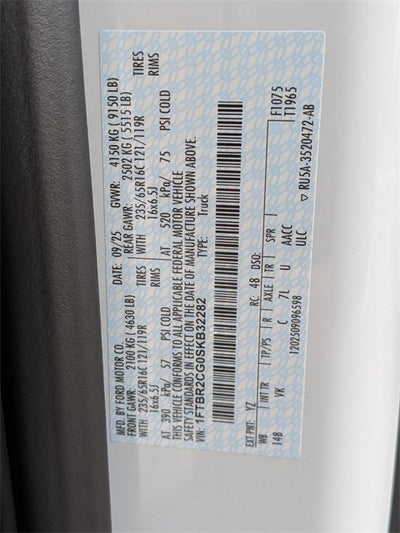 MFD. BY FORD MOTOR CO.
DATE: 09/25 GVWR: 4150 KG ( 9150 LB)
FRONT GAWR: 2100 KG ( 4630 LB) REAR GAWR: 2502 KG ( 5515 LB)
WITH 235/65R16C 121/119R TIRES WITH 235/65R16C 121/119R TIRES
16x6.5J RIMS 16x6.5J RIMS
AT 390 kPa/ 57 PSI COLD AT 520 kPa/ 75 PSI COLD
THIS VEHICLE CONFORMS TO ALL APPLICABLE FEDERAL MOTOR VEHICLE
SAFETY STANDARDS IN EFFECT ON THE DATE OF MANUFACTURE SHOWN ABOVE.
VIN: 1FTBR2CG0SKB32282 TYPE: Truck
F1075
T1965
EXT PNT: YZ RC: 48 DSO:
WB INT TR TP/PS R AXLE TR SPR
148 VK C 7L U AACC
ULC
1202509096598
▽ RU5A-3520472-AB